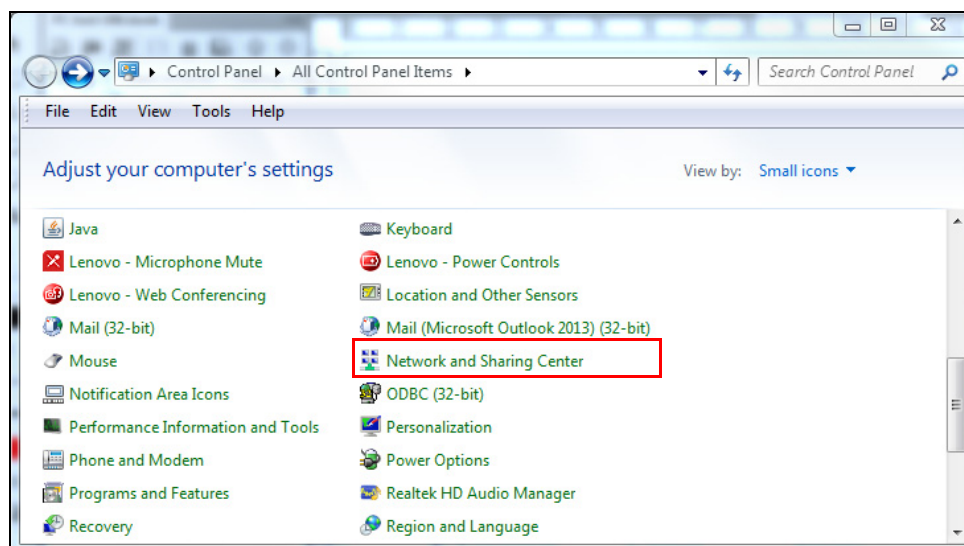 Control Panel All Control Panel Items Search Control Panel
File Edit View Tools Help
Adjust your computer's settings View by: Small icons
Java Keyboard
Lenovo - Microphone Mute Lenovo - Power Controls
Lenovo - Web Conferencing Location and Other Sensors
Mail (32-bit) Mail (Microsoft Outlook 2013) (32-bit)
Mouse Network and Sharing Center
Notification Area Icons ODBC (32-bit)
Performance Information and Tools Personalization
Phone and Modem Power Options
Programs and Features Realtek HD Audio Manager
Recovery Region and Language